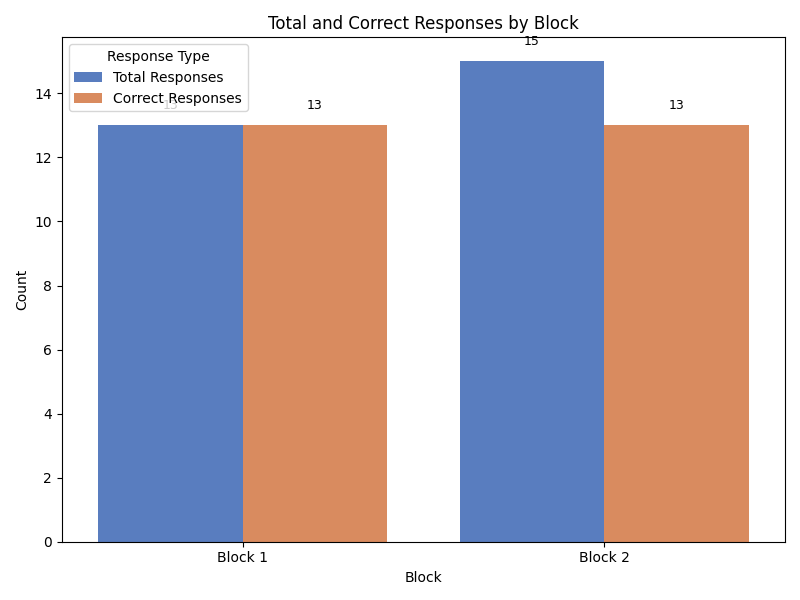 Total and Correct Responses by Block
Response Type
Total Responses
Correct Responses
13
13
15
13
14
12
10
8
6
4
2
0
Count
Block 1
Block 2
Block